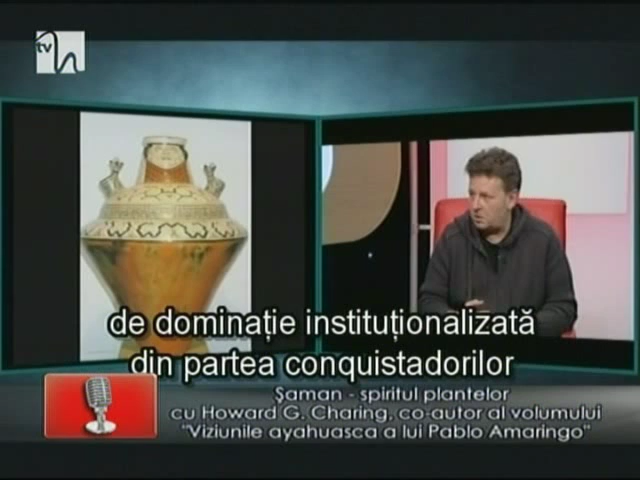 tv h
de dominație instituționalizată
din partea conquistadorilor
Șaman - spiritul plantelor
cu Howard G. Charing, co-autor al volumului
"Viziunile ayahuasca a lui Pablo Amaringo"